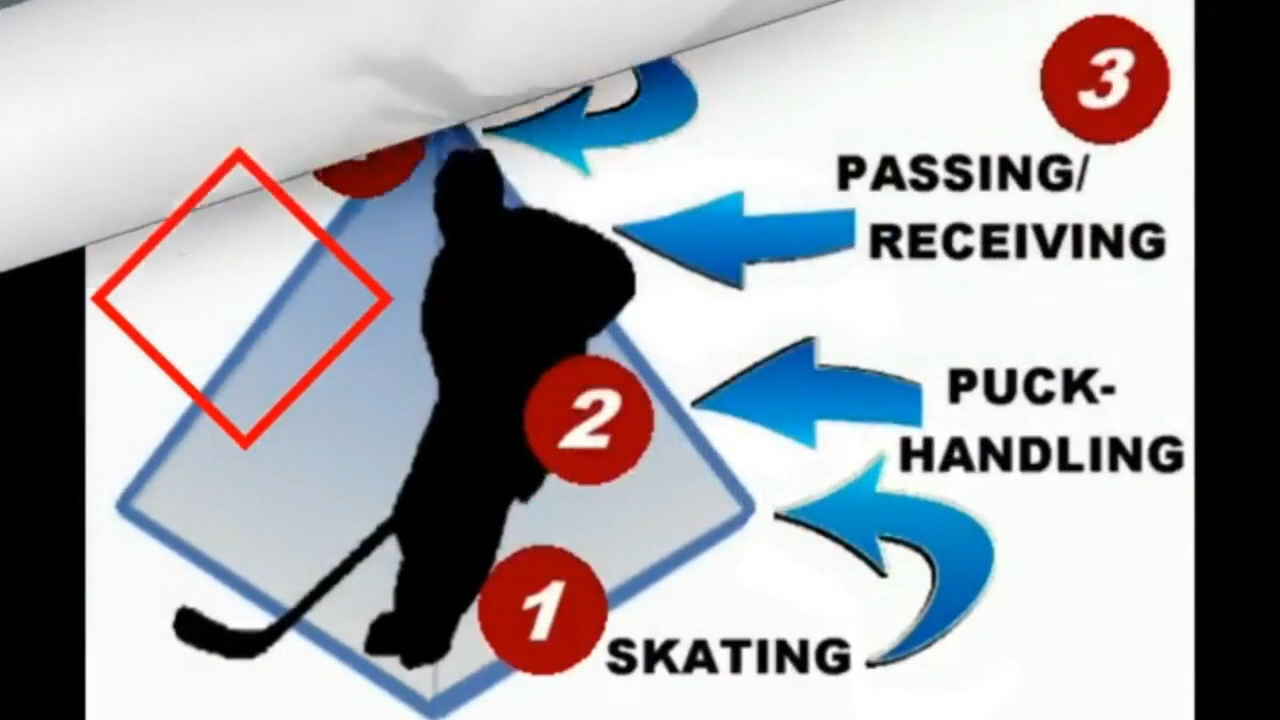 3
PASSING/
RECEIVING
2
PUCK-
HANDLING
1
SKATING